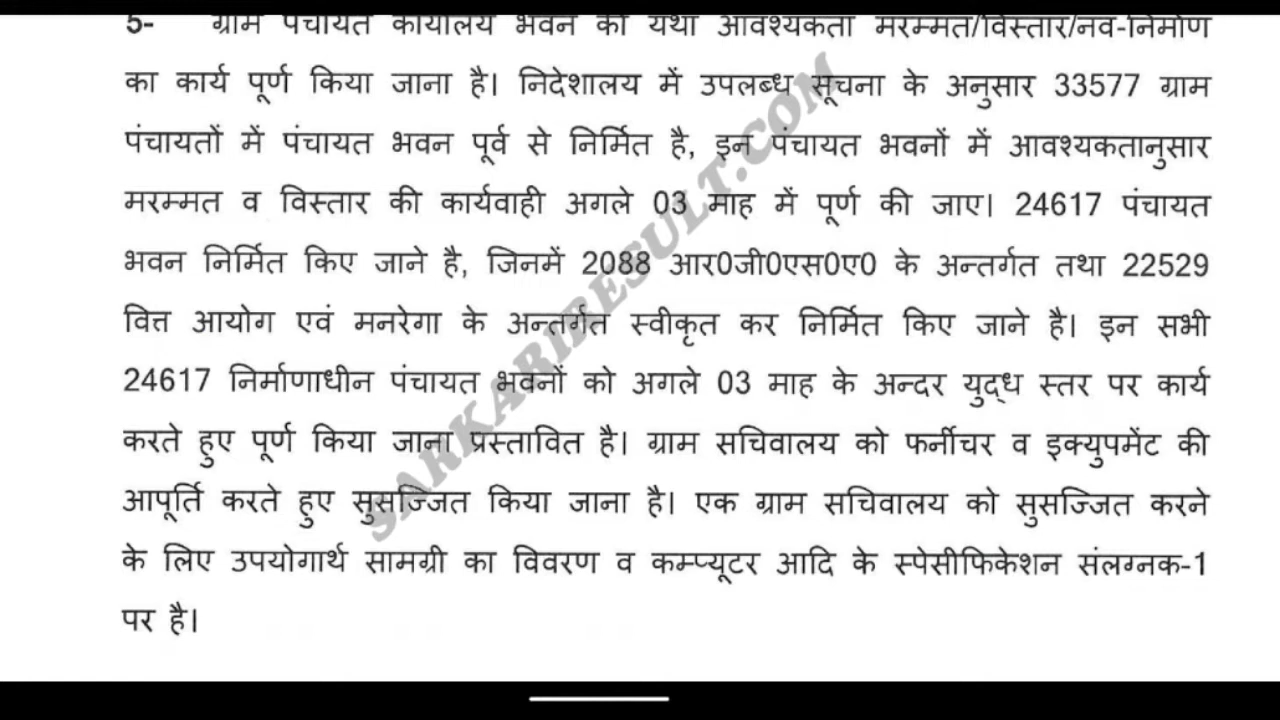 5- ग्राम पंचायत कार्यालय भवन को यथा आवश्यकता मरम्मत/विस्तार/नव-निर्माण
का कार्य पूर्ण किया जाना है। निदेशालय में उपलब्ध सूचना के अनुसार 33577 ग्राम
पंचायतों में पंचायत भवन पूर्व से निर्मित है, इन पंचायत भवनों में आवश्यकतानुसार
मरम्मत व विस्तार की कार्यवाही अगले 03 माह में पूर्ण की जाए। 24617 पंचायत
भवन निर्मित किए जाने है, जिनमें 2088 आर0जी0एस0ए0 के अन्तर्गत तथा 22529
वित्त आयोग एवं मनरेगा के अन्तर्गत स्वीकृत कर निर्मित किए जाने है। इन सभी
24617 निर्माणाधीन पंचायत भवनों को अगले 03 माह के अन्दर युद्ध स्तर पर कार्य
करते हुए पूर्ण किया जाना प्रस्तावित है। ग्राम सचिवालय को फर्नीचर व इक्युपमेंट की
आपूर्ति करते हुए सुसज्जित किया जाना है। एक ग्राम सचिवालय को सुसज्जित करने
के लिए उपयोगार्थ सामग्री का विवरण व कम्प्यूटर आदि के स्पेसीफिकेशन संलग्नक-1
पर है।
SARKARIRESULT.COM